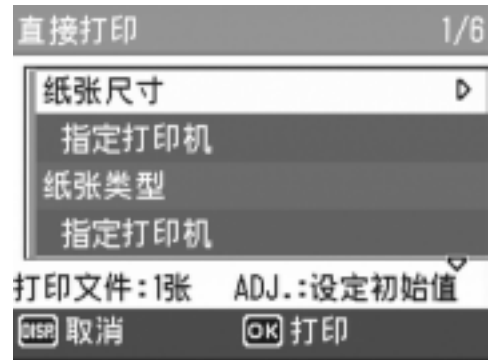 直接打印 1/6
纸张尺寸
指定打印机
纸张类型
指定打印机
打印文件:1张 ADJ.:设定初始值
DISP. 取消 OK 打印